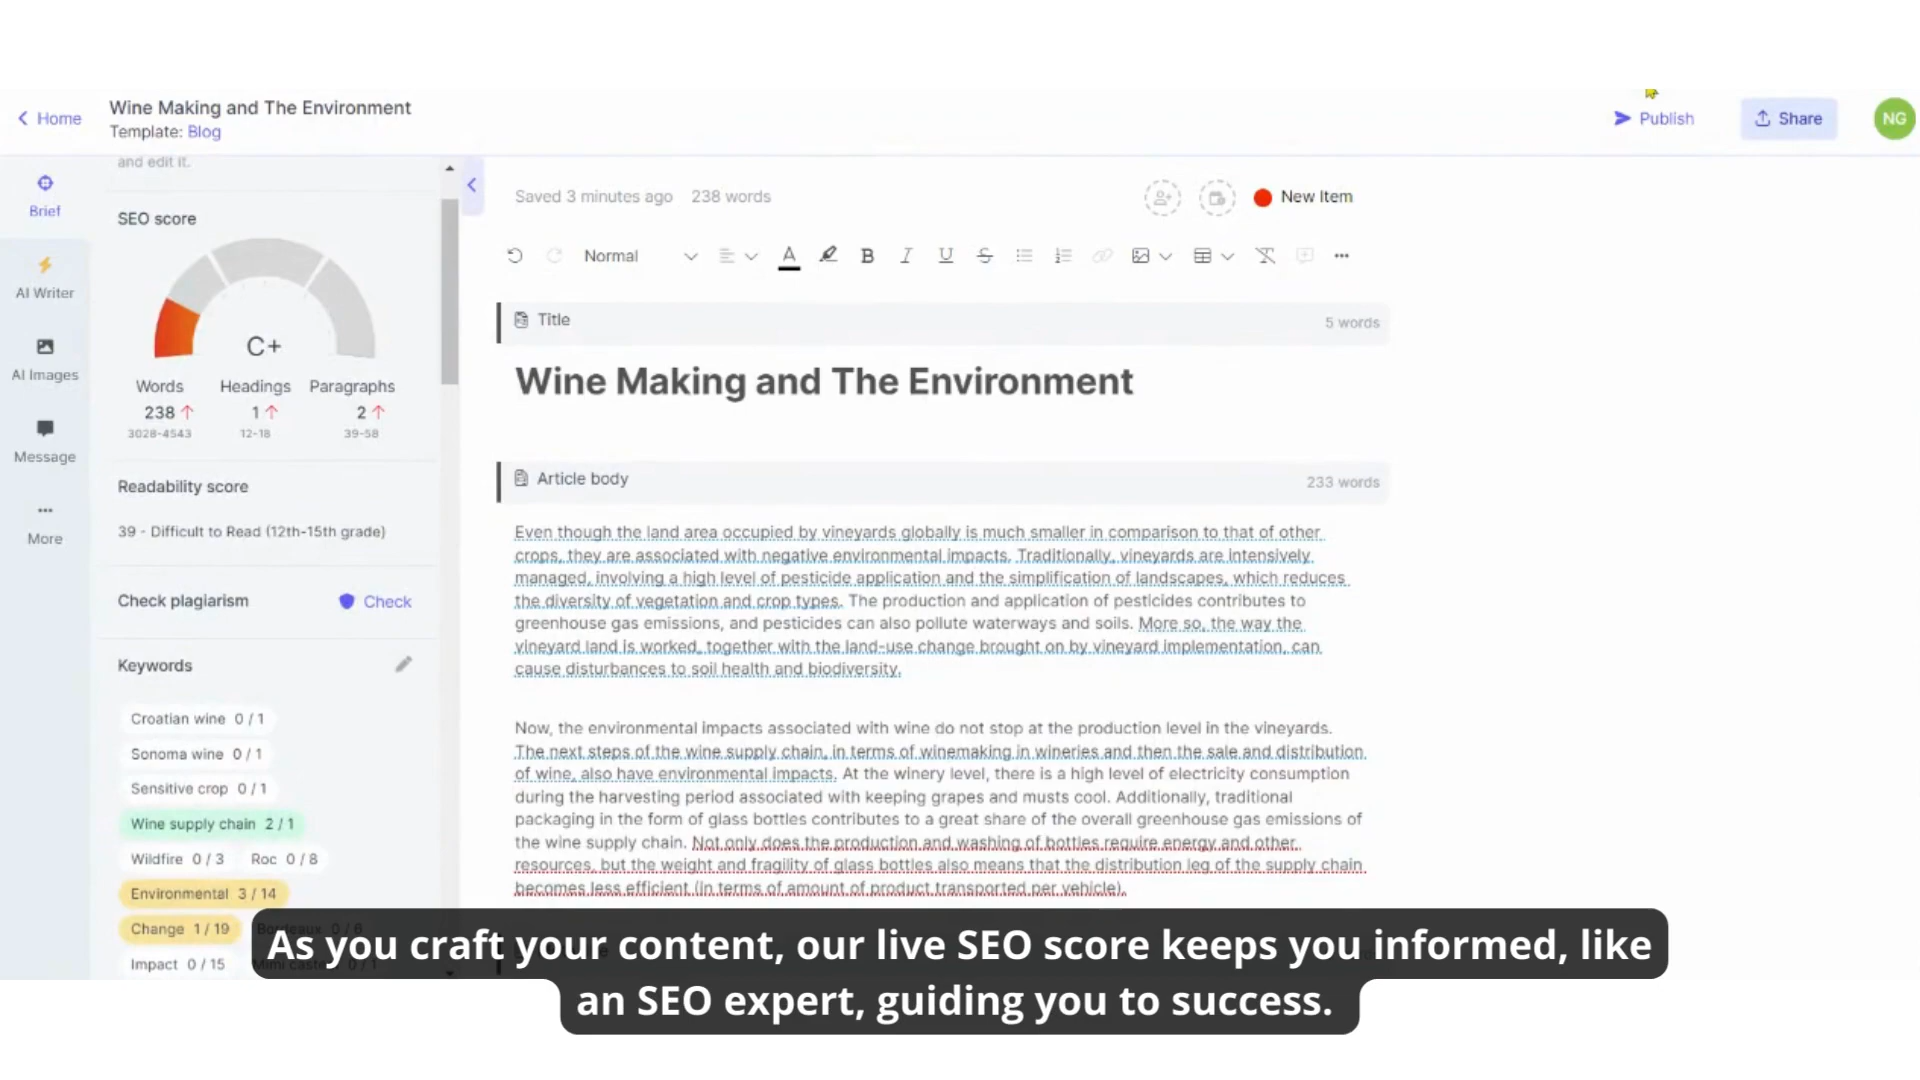 Home
Wine Making and The Environment
Template: Blog
Publish
Share
NG
Brief
AI Writer
AI Images
Message
More
and edit it.
SEO score
C+
Words Headings Paragraphs
238 1 2
3028-4543 12-18 39-58
Readability score
39 - Difficult to Read (12th-15th grade)
Check plagiarism Check
Keywords
Croatian wine 0 / 1
Sonoma wine 0 / 1
Sensitive crop 0 / 1
Wine supply chain 2 / 1
Wildfire 0 / 3 Roc 0 / 8
Environmental 3 / 14
Change 1 / 19 Bordeaux 0 / 6
Impact 0 / 15
Saved 3 minutes ago 238 words
New Item
Normal A B I U S
Title 5 words
Wine Making and The Environment
Article body 233 words
Even though the land area occupied by vineyards globally is much smaller in comparison to that of other
crops, they are associated with negative environmental impacts. Traditionally, vineyards are intensively
managed, involving a high level of pesticide application and the simplification of landscapes, which reduces
the diversity of vegetation and crop types. The production and application of pesticides contributes to
greenhouse gas emissions, and pesticides can also pollute waterways and soils. More so, the way the
vineyard land is worked, together with the land-use change brought on by vineyard implementation, can
cause disturbances to soil health and biodiversity.
Now, the environmental impacts associated with wine do not stop at the production level in the vineyards.
The next steps of the wine supply chain, in terms of winemaking in wineries and then the sale and distribution
of wine, also have environmental impacts. At the winery level, there is a high level of electricity consumption
during the harvesting period associated with keeping grapes and musts cool. Additionally, traditional
packaging in the form of glass bottles contributes to a great share of the overall greenhouse gas emissions of
the wine supply chain. Not only does the production and washing of bottles require energy and other
resources, but the weight and fragility of glass bottles also means that the distribution leg of the supply chain
becomes less efficient (in terms of amount of product transported per vehicle).
As you craft your content, our live SEO score keeps you informed, like
an SEO expert, guiding you to success.